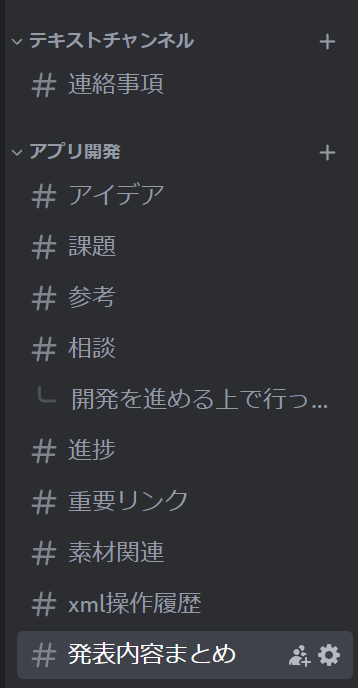 テキストチャンネル
連絡事項
アプリ開発
アイデア
課題
参考
相談
開発を進める上で行っ...
進捗
重要リンク
素材関連
xml操作履歴
発表内容まとめ